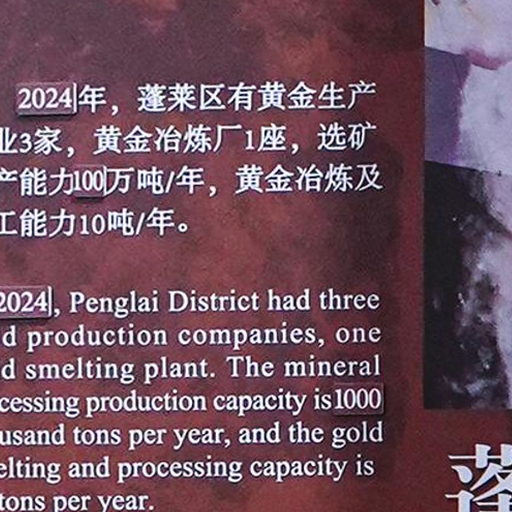 2024年，蓬莱区有黄金生产
业3家，黄金冶炼厂1座，选矿
产能力100万吨/年，黄金冶炼及
工能力10吨/年。
2024, Penglai District had three
d production companies, one
d smelting plant. The mineral
cessing production capacity is 1000
usand tons per year, and the gold
elting and processing capacity is
tons per year.
蓬